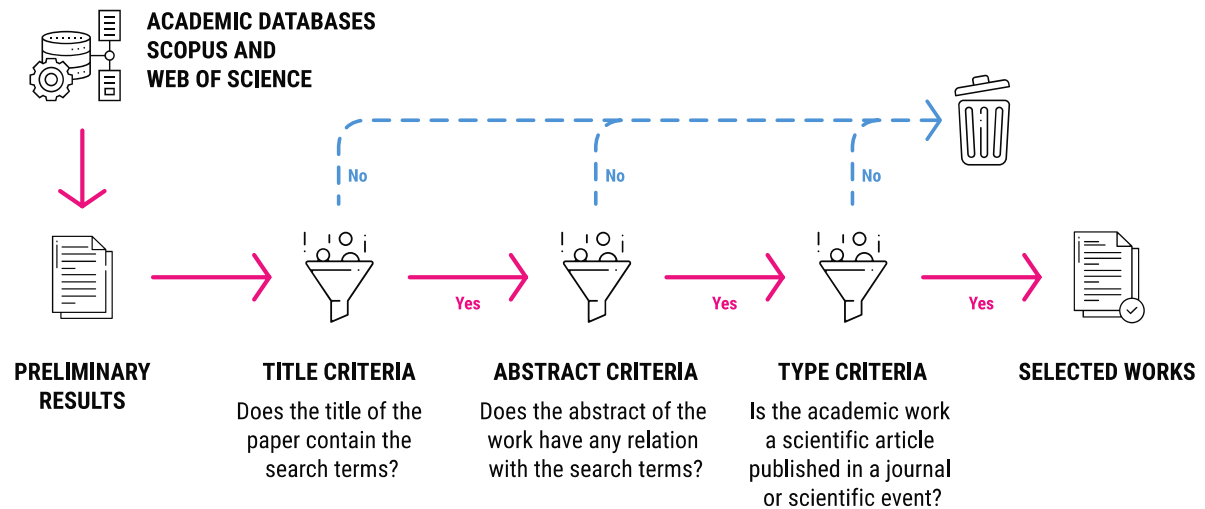 ACADEMIC DATABASES
SCOPUS AND
WEB OF SCIENCE
No
No
No
Yes
Yes
Yes
PRELIMINARY
RESULTS
TITLE CRITERIA
Does the title of the
paper contain the
search terms?
ABSTRACT CRITERIA
Does the abstract of the
work have any relation
with the search terms?
TYPE CRITERIA
Is the academic work
a scientific article
published in a journal
or scientific event?
SELECTED WORKS